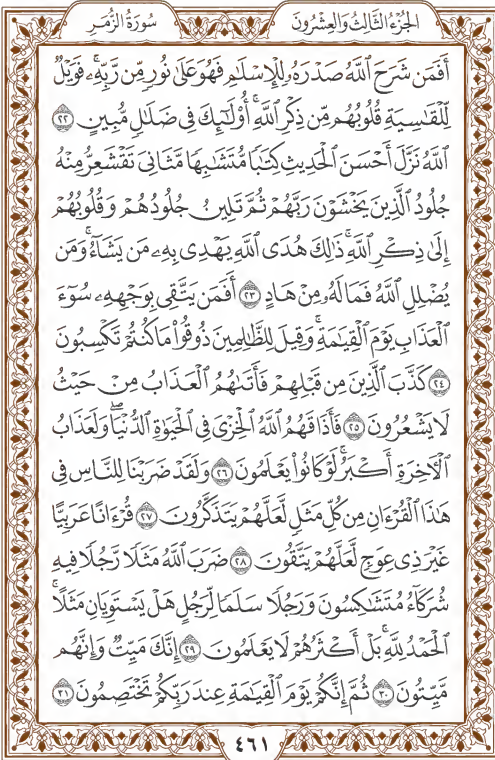 سُورَةُ الزُّمَرِ الجُزْءُ الثَّالِثُ وَالعِشْرُونَ
أَفَمَن شَرَحَ ٱللَّهُ صَدْرَهُۥ لِلْإِسْلَٰمِ فَهُوَ عَلَىٰ نُورٍ مِّن رَّبِّهِۦۚ فَوَيْلٌ
لِّلْقَٰسِيَةِ قُلُوبُهُم مِّن ذِكْرِ ٱللَّهِۚ أُو۟لَٰٓئِكَ فِى ضَلَٰلٍ مُّبِينٍ ٢٢
ٱللَّهُ نَزَّلَ أَحْسَنَ ٱلْحَدِيثِ كِتَٰبًا مُّتَشَٰبِهًا مَّثَانِىَ تَقْشَعِرُّ مِنْهُ
جُلُودُ ٱلَّذِينَ يَخْشَوْنَ رَبَّهُمْ ثُمَّ تَلِينُ جُلُودُهُمْ وَقُلُوبُهُمْ
إِلَىٰ ذِكْرِ ٱللَّهِۚ ذَٰلِكَ هُدَى ٱللَّهِ يَهْدِى بِهِۦ مَن يَشَآءُۚ وَمَن
يُضْلِلِ ٱللَّهُ فَمَا لَهُۥ مِنْ هَادٍ ٢٣ أَفَمَن يَتَّقِى بِوَجْهِهِۦ سُوٓءَ
ٱلْعَذَابِ يَوْمَ ٱلْقِيَٰمَةِۚ وَقِيلَ لِلظَّٰلِمِينَ ذُوقُوا۟ مَا كُنتُمْ تَكْسِبُونَ
٢٤ كَذَّبَ ٱلَّذِينَ مِن قَبْلِهِمْ فَأَتَىٰهُمُ ٱلْعَذَابُ مِنْ حَيْثُ
لَا يَشْعُرُونَ ٢٥ فَأَذَاقَهُمُ ٱللَّهُ ٱلْخِزْىَ فِى ٱلْحَيَوٰةِ ٱلدُّنْيَاۖ وَلَعَذَابُ
ٱلْءَاخِرَةِ أَكْبَرُۚ لَوْ كَانُوا۟ يَعْلَمُونَ ٢٦ وَلَقَدْ ضَرَبْنَا لِلنَّاسِ فِى
هَٰذَا ٱلْقُرْءَانِ مِن كُلِّ مَثَلٍ لَّعَلَّهُمْ يَتَذَكَّرُونَ ٢٧ قُرْءَانًا عَرَبِيًّا
غَيْرَ ذِى عِوَجٍ لَّعَلَّهُمْ يَتَّقُونَ ٢٨ ضَرَبَ ٱللَّهُ مَثَلًا رَّجُلًا فِيهِ
شُرَكَآءُ مُتَشَٰكِسُونَ وَرَجُلًا سَلَمًا لِّرَجُلٍ هَلْ يَسْتَوِيَانِ مَثَلًاۚ
ٱلْحَمْدُ لِلَّهِۚ بَلْ أَكْثَرُهُمْ لَا يَعْلَمُونَ ٢٩ إِنَّكَ مَيِّتٌ وَإِنَّهُم
مَّيِّتُونَ ٣٠ ثُمَّ إِنَّكُمْ يَوْمَ ٱلْقِيَٰمَةِ عِندَ رَبِّكُمْ تَخْتَصِمُونَ ٣١
٤٦١